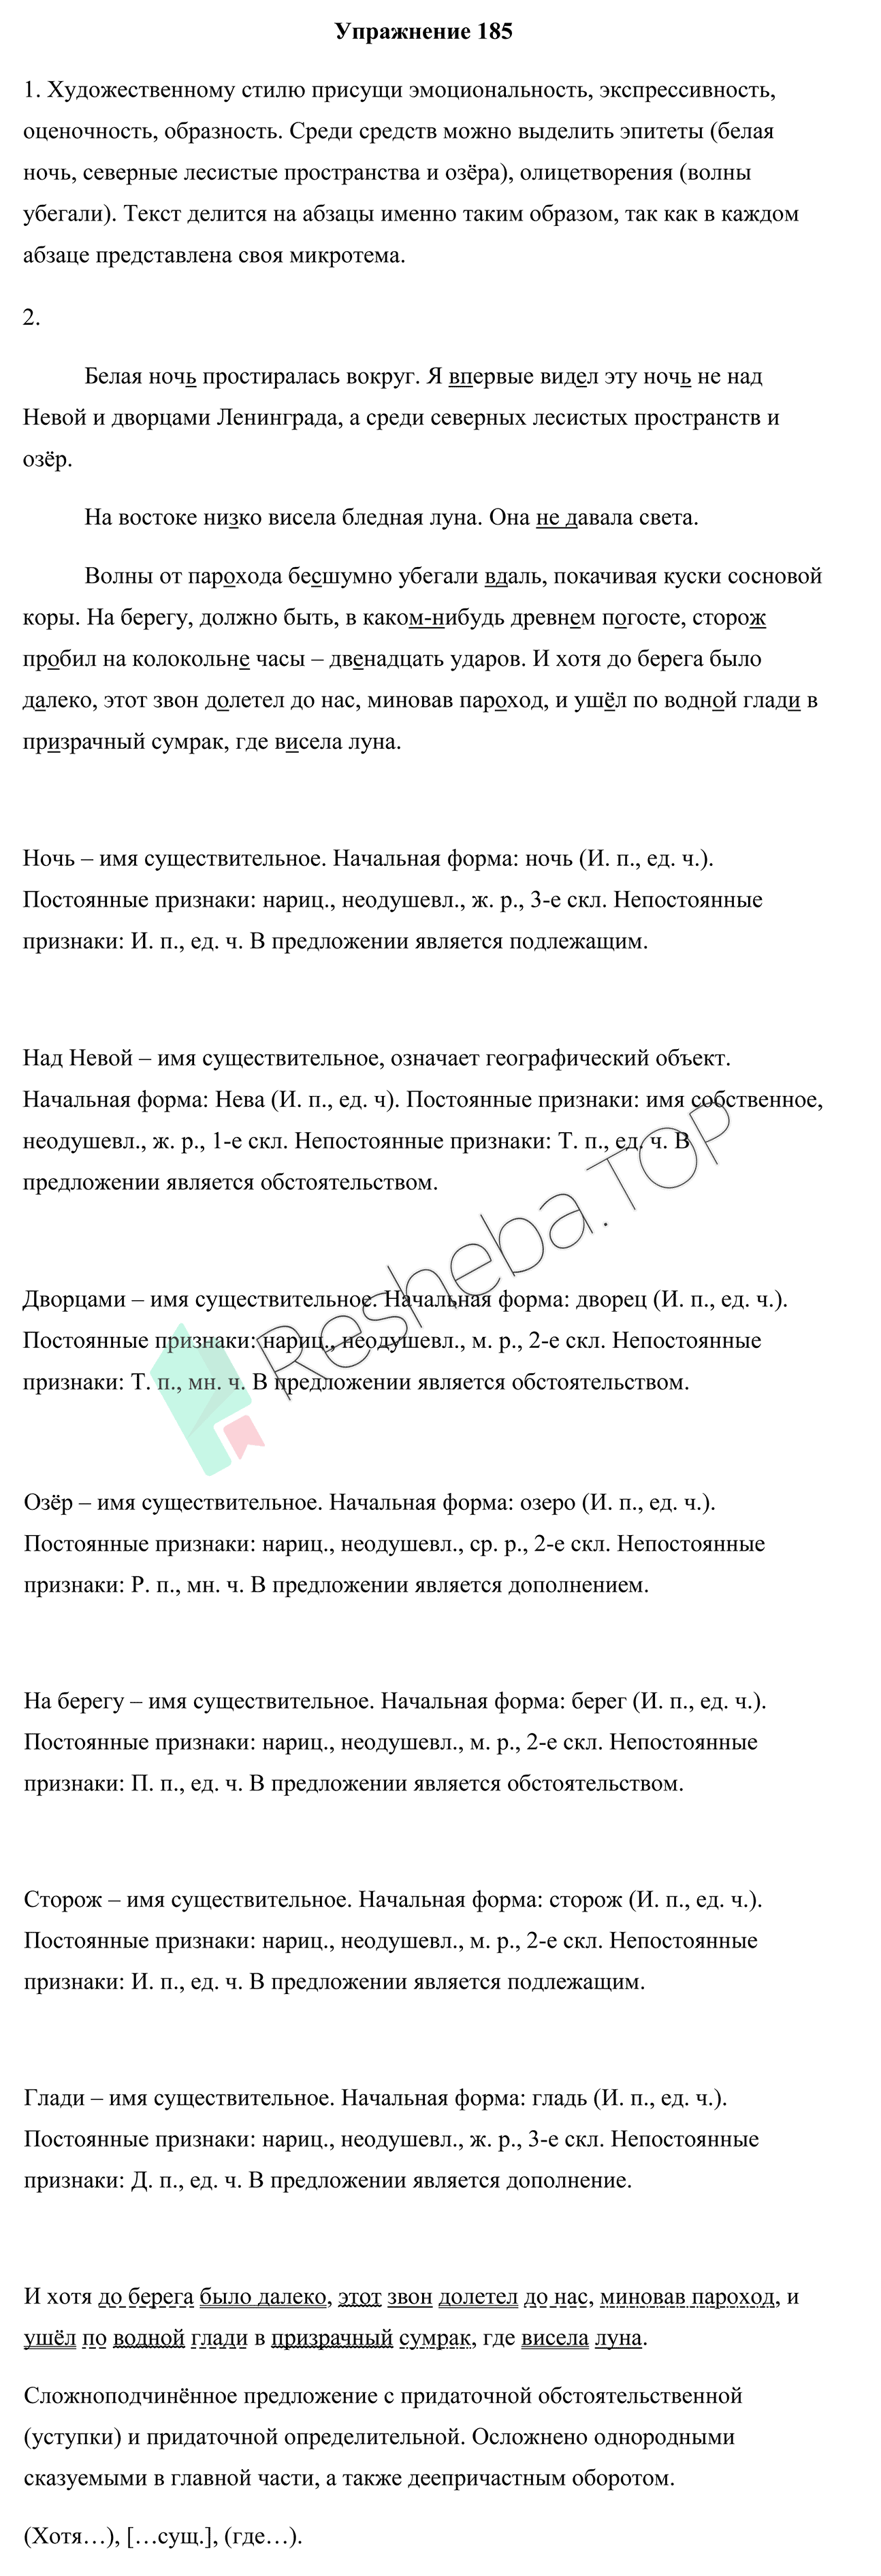 Упражнение 185
1. Художественному стилю присущи эмоциональность, экспрессивность,
оценочность, образность. Среди средств можно выделить эпитеты (белая
ночь, северные лесистые пространства и озёра), олицетворения (волны
убегали). Текст делится на абзацы именно таким образом, так как в каждом
абзаце представлена своя микротема.
2.
Белая ночь простиралась вокруг. Я впервые видел эту ночь не над
Невой и дворцами Ленинграда, а среди северных лесистых пространств и
озёр.
На востоке низко висела бледная луна. Она не давала света.
Волны от парохода бесшумно убегали вдаль, покачивая куски сосновой
коры. На берегу, должно быть, в каком-нибудь древнем погосте, сторож
пробил на колокольне часы – двенадцать ударов. И хотя до берега было
далеко, этот звон долетел до нас, миновав пароход, и ушёл по водной глади в
призрачный сумрак, где висела луна.
Ночь – имя существительное. Начальная форма: ночь (И. п., ед. ч.).
Постоянные признаки: нариц., неодушевл., ж. р., 3-е скл. Непостоянные
признаки: И. п., ед. ч. В предложении является подлежащим.
Над Невой – имя существительное, означает географический объект.
Начальная форма: Нева (И. п., ед. ч). Постоянные признаки: имя собственное,
неодушевл., ж. р., 1-е скл. Непостоянные признаки: Т. п., ед. ч. В
предложении является обстоятельством.
Дворцами – имя существительное. Начальная форма: дворец (И. п., ед. ч.).
Постоянные признаки: нариц., неодушевл., м. р., 2-е скл. Непостоянные
признаки: Т. п., мн. ч. В предложении является обстоятельством.
Resheba.TOP
Озёр – имя существительное. Начальная форма: озеро (И. п., ед. ч.).
Постоянные признаки: нариц., неодушевл., ср. р., 2-е скл. Непостоянные
признаки: Р. п., мн. ч. В предложении является дополнением.
На берегу – имя существительное. Начальная форма: берег (И. п., ед. ч.).
Постоянные признаки: нариц., неодушевл., м. р., 2-е скл. Непостоянные
признаки: П. п., ед. ч. В предложении является обстоятельством.
Сторож – имя существительное. Начальная форма: сторож (И. п., ед. ч.).
Постоянные признаки: нариц., неодушевл., м. р., 2-е скл. Непостоянные
признаки: И. п., ед. ч. В предложении является подлежащим.
Глади – имя существительное. Начальная форма: гладь (И. п., ед. ч.).
Постоянные признаки: нариц., неодушевл., ж. р., 3-е скл. Непостоянные
признаки: Д. п., ед. ч. В предложении является дополнение.
И хотя до берега было далеко, этот звон долетел до нас, миновав пароход, и
ушёл по водной глади в призрачный сумрак, где висела луна.
Сложноподчинённое предложение с придаточной обстоятельственной
(уступки) и придаточной определительной. Осложнено однородными
сказуемыми в главной части, а также деепричастным оборотом.
(Хотя…), […сущ.], (где…).